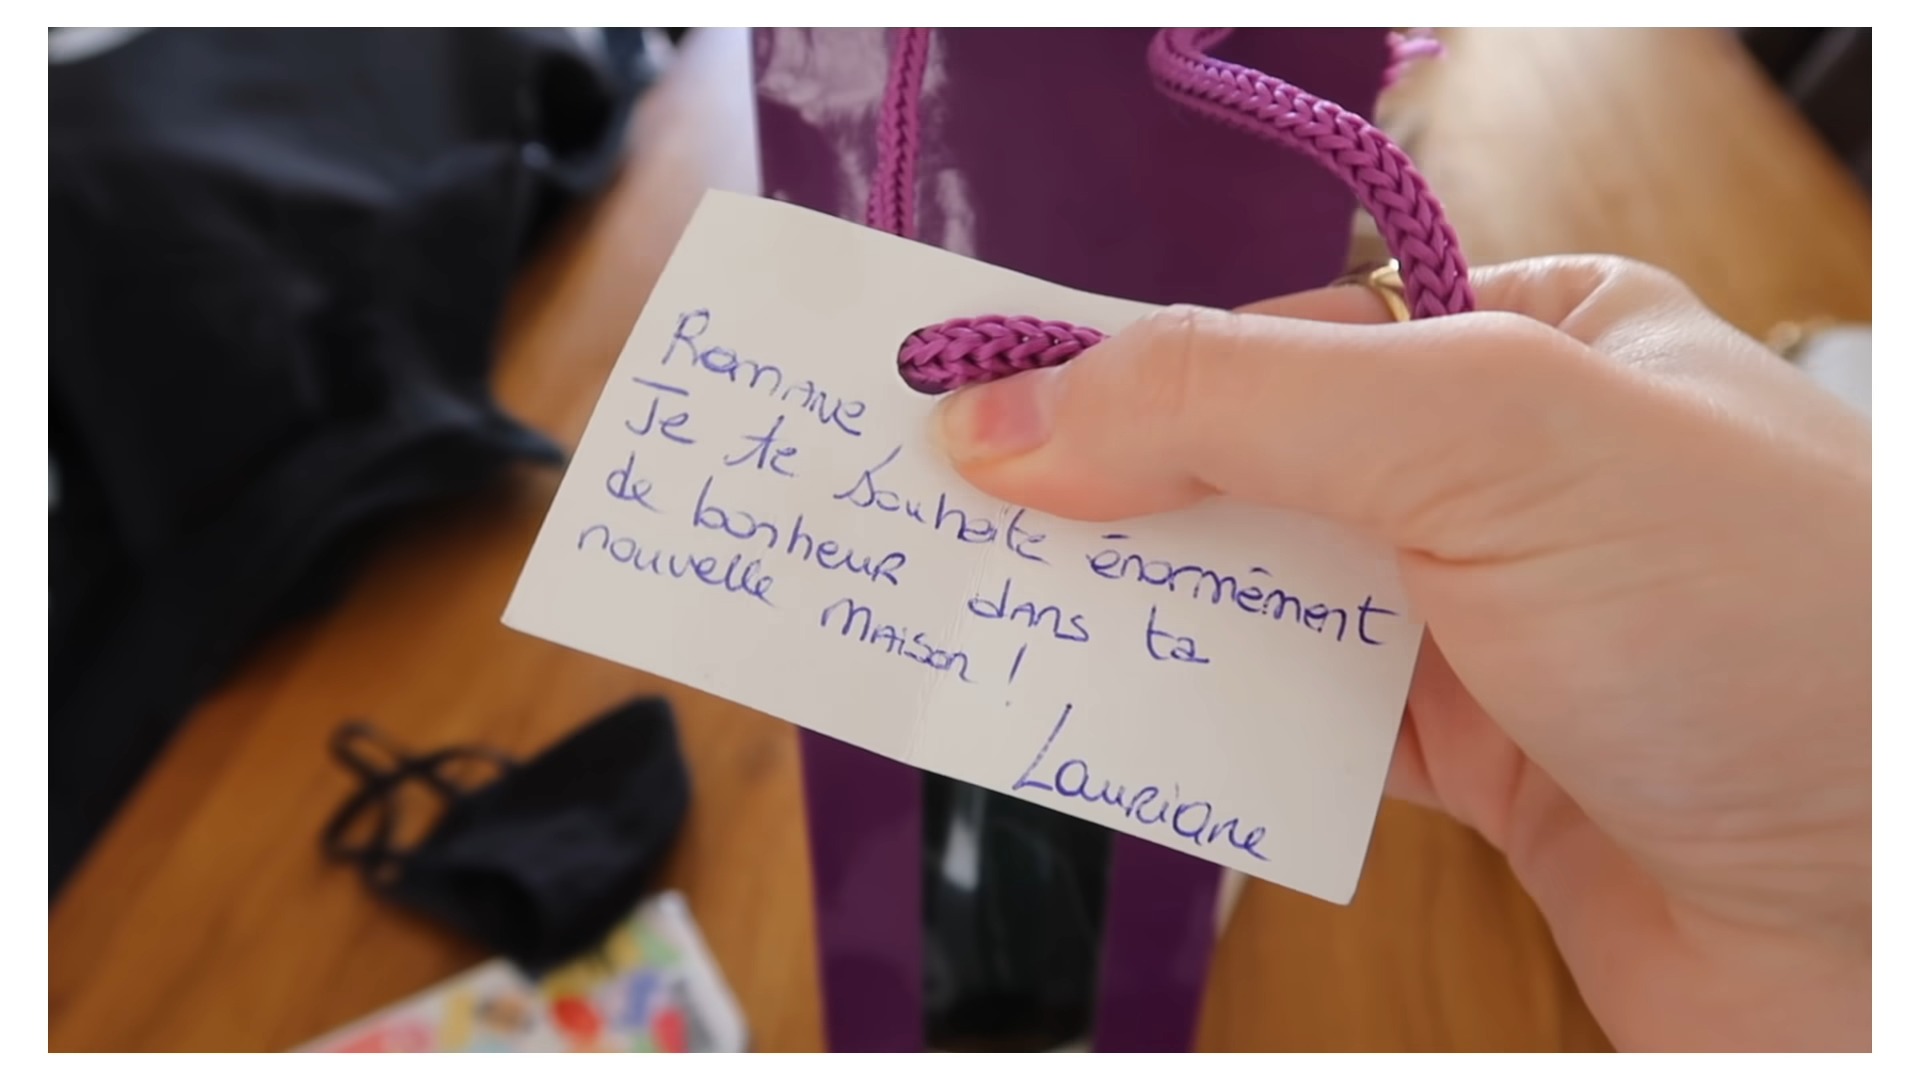 Romane,
Je te souhaite énormément
de bonheur dans ta
nouvelle maison !
Lauriane